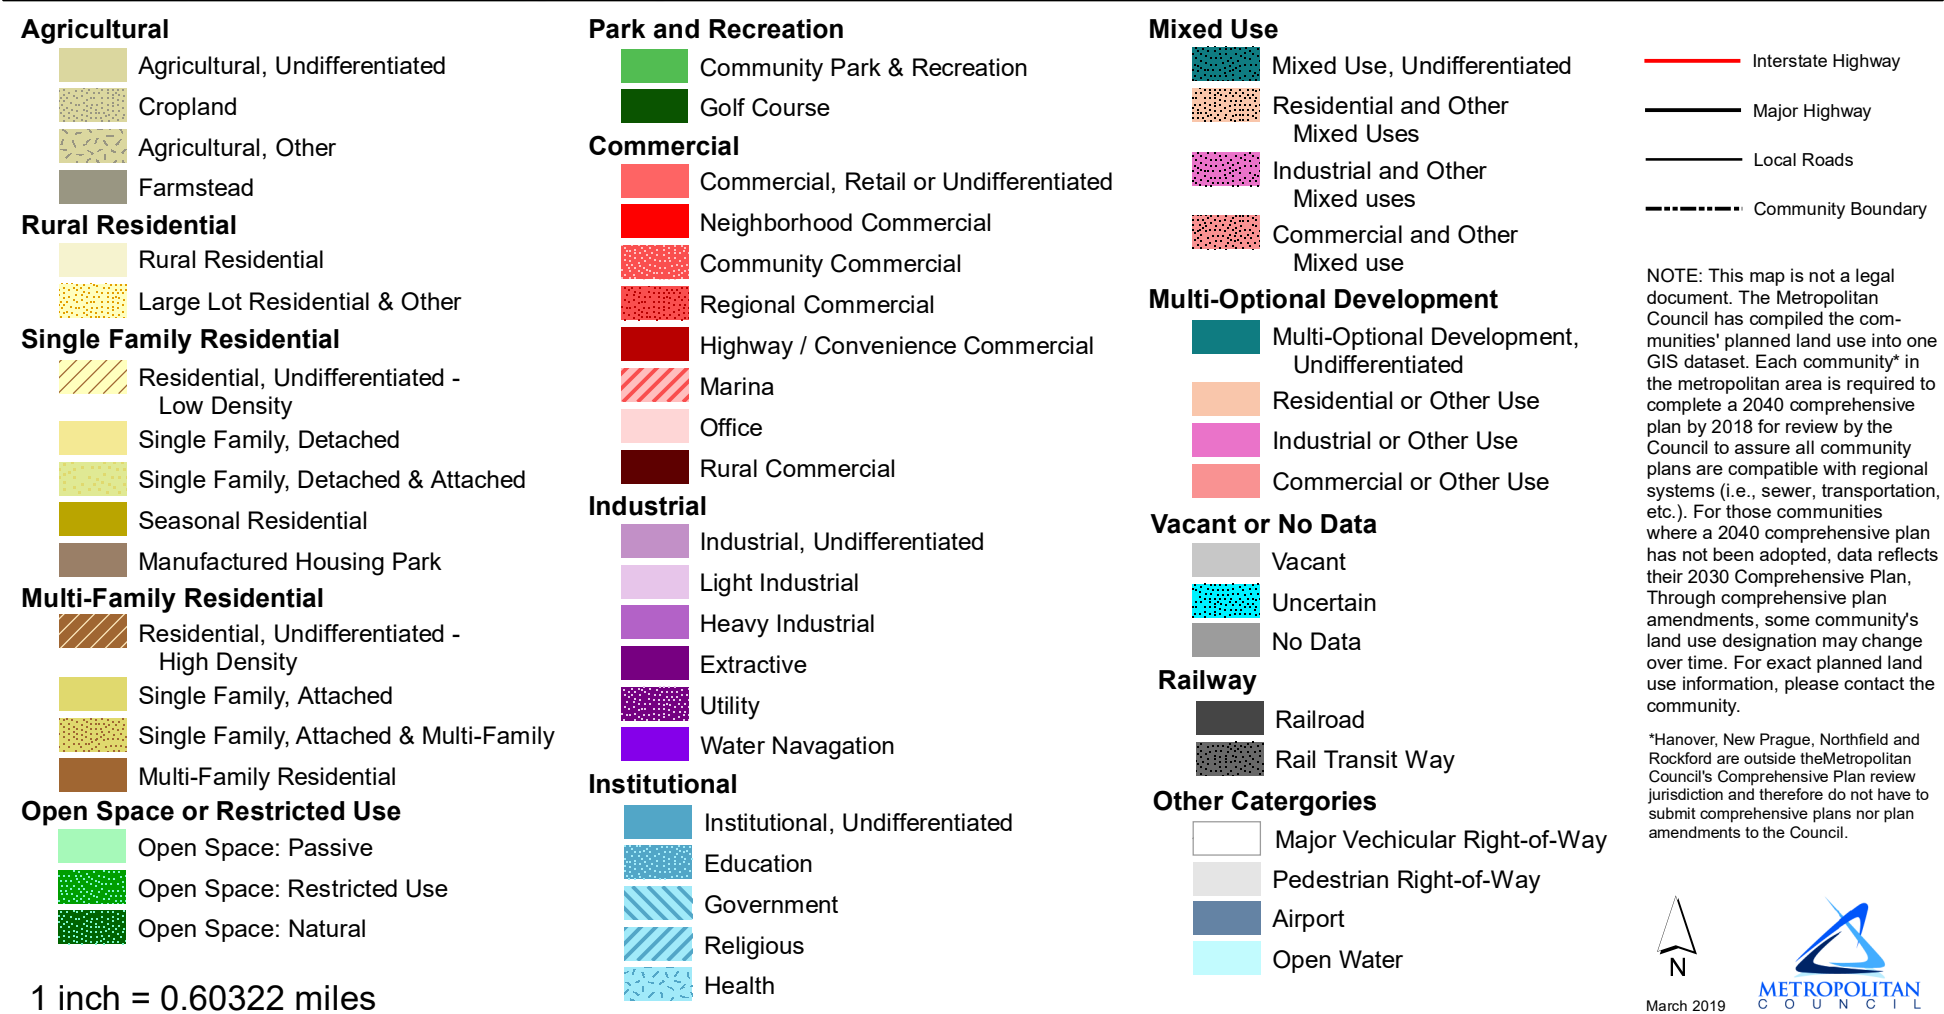 Agricultural
Agricultural, Undifferentiated
Cropland
Agricultural, Other
Farmstead
Rural Residential
Rural Residential
Large Lot Residential & Other
Single Family Residential
Residential, Undifferentiated -
Low Density
Single Family, Detached
Single Family, Detached & Attached
Seasonal Residential
Manufactured Housing Park
Multi-Family Residential
Residential, Undifferentiated -
High Density
Single Family, Attached
Single Family, Attached & Multi-Family
Multi-Family Residential
Open Space or Restricted Use
Open Space: Passive
Open Space: Restricted Use
Open Space: Natural
1 inch = 0.60322 miles
Park and Recreation
Community Park & Recreation
Golf Course
Commercial
Commercial, Retail or Undifferentiated
Neighborhood Commercial
Community Commercial
Regional Commercial
Highway / Convenience Commercial
Marina
Office
Rural Commercial
Industrial
Industrial, Undifferentiated
Light Industrial
Heavy Industrial
Extractive
Utility
Water Navagation
Institutional
Institutional, Undifferentiated
Education
Government
Religious
Health
Mixed Use
Mixed Use, Undifferentiated
Residential and Other
Mixed Uses
Industrial and Other
Mixed uses
Commercial and Other
Mixed use
Multi-Optional Development
Multi-Optional Development,
Undifferentiated
Residential or Other Use
Industrial or Other Use
Commercial or Other Use
Vacant or No Data
Vacant
Uncertain
No Data
Railway
Railroad
Rail Transit Way
Other Catergories
Major Vechicular Right-of-Way
Pedestrian Right-of-Way
Airport
Open Water
Interstate Highway
Major Highway
Local Roads
Community Boundary
NOTE: This map is not a legal
document. The Metropolitan
Council has compiled the com-
munities' planned land use into one
GIS dataset. Each community* in
the metropolitan area is required to
complete a 2040 comprehensive
plan by 2018 for review by the
Council to assure all community
plans are compatible with regional
systems (i.e., sewer, transportation,
etc.). For those communities
where a 2040 comprehensive plan
has not been adopted, data reflects
their 2030 Comprehensive Plan,
Through comprehensive plan
amendments, some community's
land use designation may change
over time. For exact planned land
use information, please contact the
community.
*Hanover, New Prague, Northfield and
Rockford are outside theMetropolitan
Council's Comprehensive Plan review
jurisdiction and therefore do not have to
submit comprehensive plans nor plan
amendments to the Council.
N
March 2019
METROPOLITAN
COUNCIL